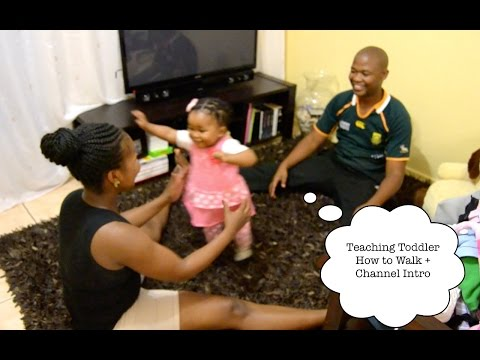 Teaching Toddler
How to Walk +
Channel Intro